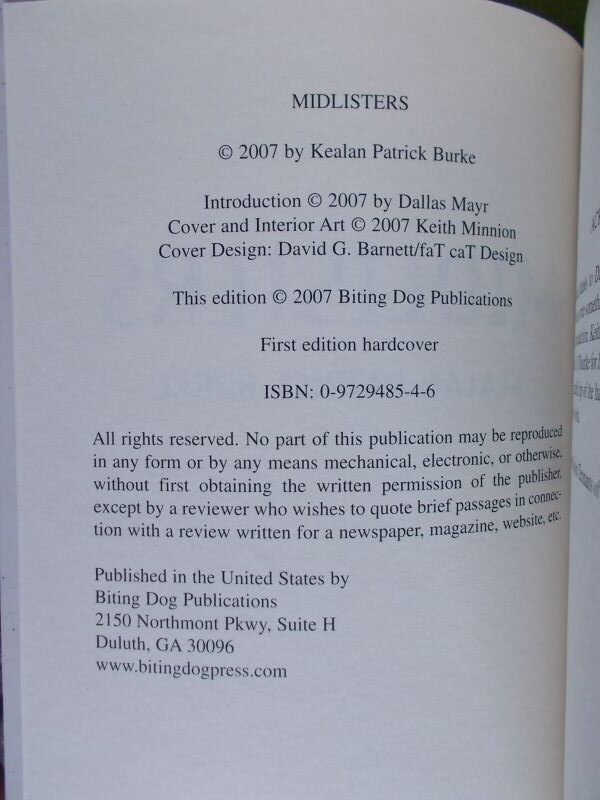 MIDLISTERS
© 2007 by Kealan Patrick Burke
Introduction © 2007 by Dallas Mayr
Cover and Interior Art © 2007 Keith Minnion
Cover Design: David G. Barnett/faT caT Design
This edition © 2007 Biting Dog Publications
First edition hardcover
ISBN: 0-9729485-4-6
All rights reserved. No part of this publication may be reproduced
in any form or by any means mechanical, electronic, or otherwise,
without first obtaining the written permission of the publisher,
except by a reviewer who wishes to quote brief passages in connec-
tion with a review written for a newspaper, magazine, website, etc.
Published in the United States by
Biting Dog Publications
2150 Northmont Pkwy, Suite H
Duluth, GA 30096
www.bitingdogpress.com